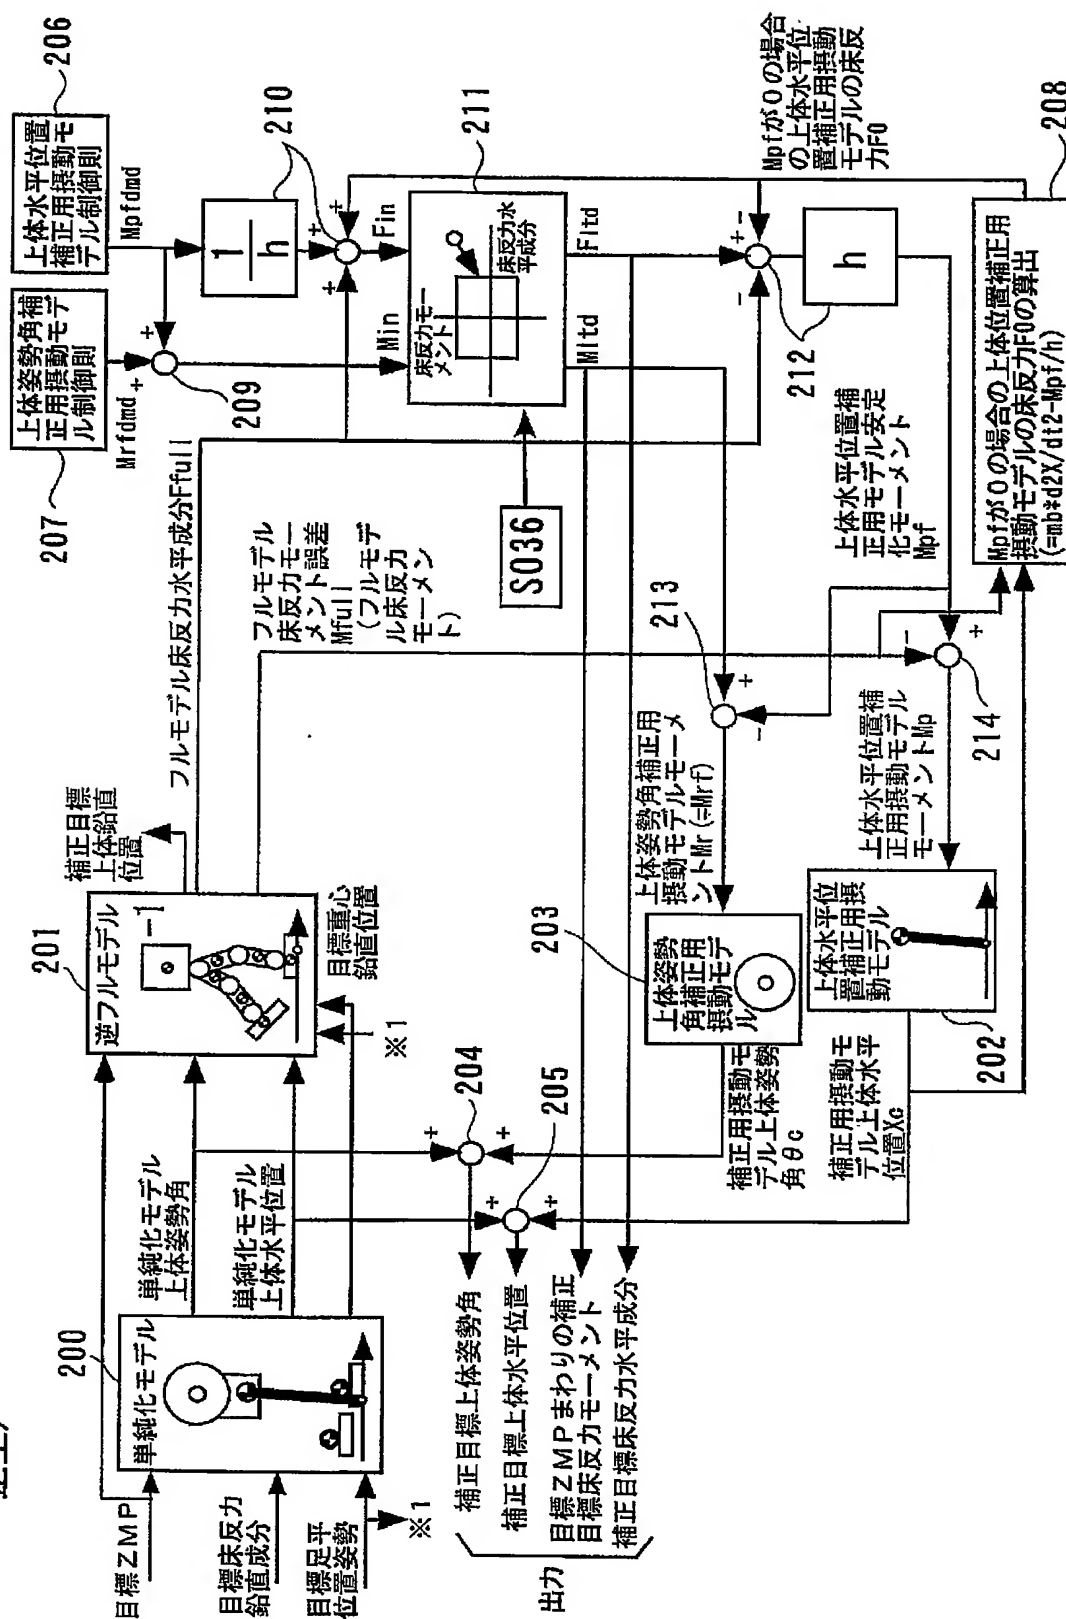 目標ZMP
目標床反力
鉛直成分
目標足平
位置姿勢
※1
200
単純化モデル
単純化モデル
上体姿勢角
単純化モデル
上体水平位置
201
逆フルモデル
-1
※1
目標重心
鉛直位置
補正目標
上体鉛直
位置
フルモデル床反力水平成分Ffull
フルモデル
床反力モー
メント誤差
Mfull
(フルモデ
ル床反力
モーメン
ト)
207
上体姿勢角補
正用摂動モデ
ル制御則
Mrfdmd
+
+
209
206
上体水平位置
補正用摂動モ
デル制御則
Mpfdmd
1
h
210
+
+
+
Min
Fin
211
床反力モー
メント
床反力水
平成分
S036
Mltd
Fltd
+
-
-
212
h
Mpfが0の場合
の上体水平位
置補正用摂動
モデルの床反
力F0
208
Mpfが0の場合の上体位置補正用
摂動モデルの床反力F0の算出
(=mb*d2X/dt2-Mpf/h)
上体水平位置補
正用モデル安定
化モーメント
Mpf
213
+
-
-
+
214
上体姿勢角補正用
摂動モデルモーメ
ントMr(=Mrf)
上体水平位置補
正用摂動モデル
モーメントMp
203
上体姿勢
角補正用
摂動モデ
ル
上体水平位
置補正用摂
動モデル
202
補正用摂動モ
デル上体姿勢
角θc
補正用摂動モ
デル上体水平
位置Xc
204
+
+
205
+
+
出力
補正目標上体姿勢角
補正目標上体水平位置
目標ZMPまわりの補正
目標床反力モーメント
補正目標床反力水平成分